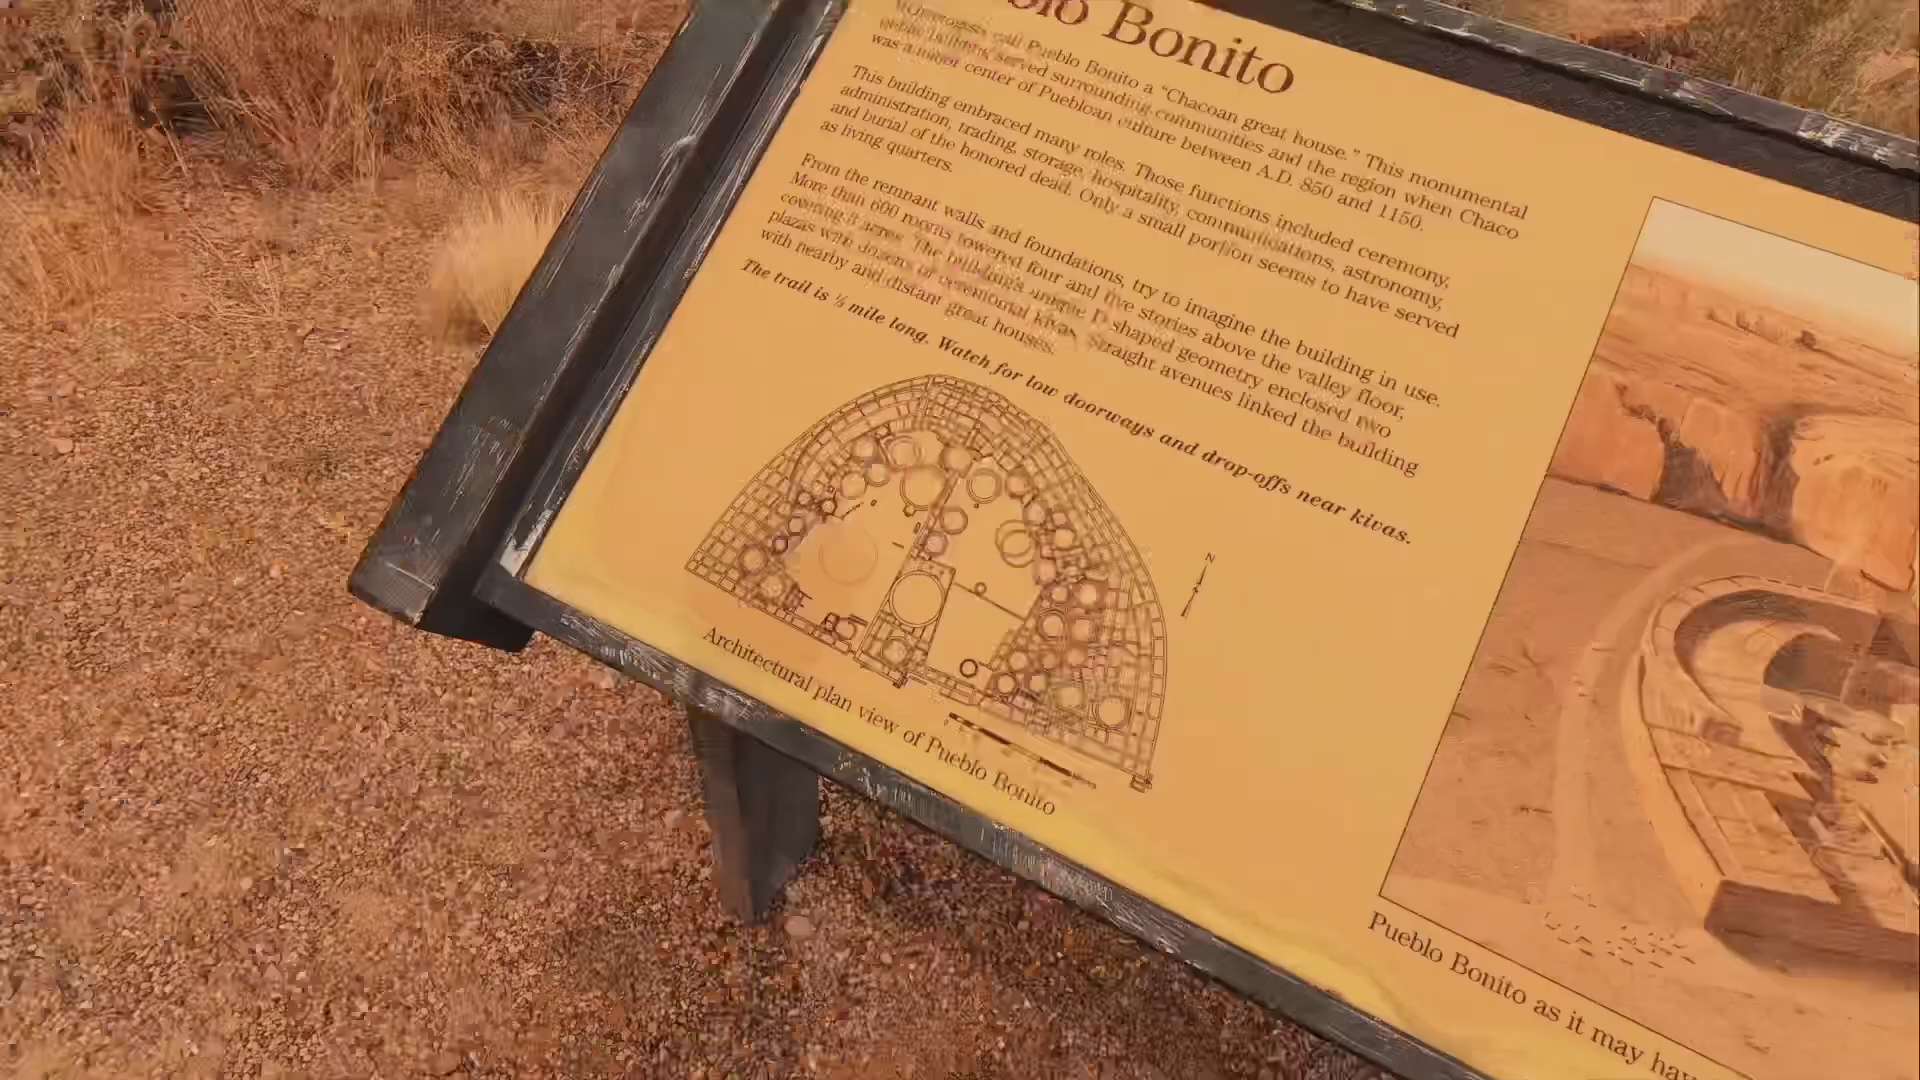 Bonito
call Pueblo Bonito a "Chacoan great house." This monumental
served surrounding communities and the region when Chaco
was a major center of Puebloan culture between A.D. 850 and 1150.
This building embraced many roles. Those functions included ceremony,
administration, trading, storage, hospitality, communications, astronomy,
and burial of the honored dead. Only a small portion seems to have served
as living quarters.
From the remnant walls and foundations, try to imagine the building in use.
More than 600 rooms towered four and five stories above the valley floor,
covering acres. The building's unique D shaped geometry enclosed two
plazas with dozens of ceremonial kivas. Straight avenues linked the building
with nearby and distant great houses.
The trail is mile long. Watch for low doorways and drop-offs near kivas.
N
0
Architectural plan view of Pueblo Bonito
Pueblo Bonito as it may hav